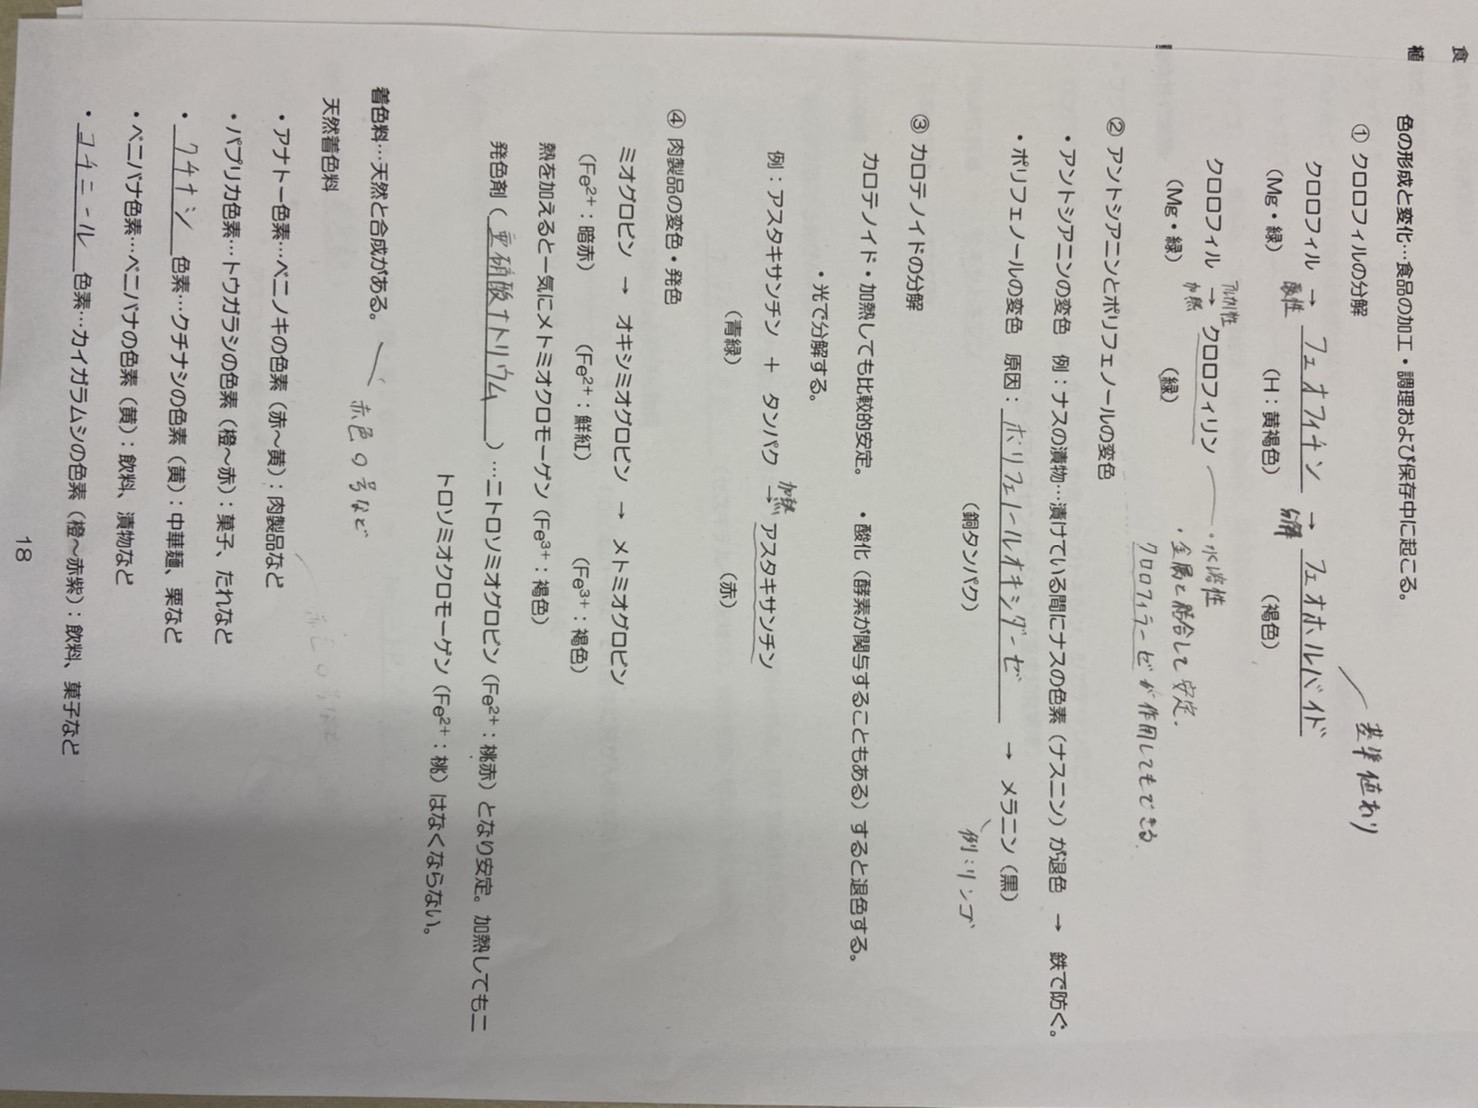 食
植
色の形成と変化…食品の加工・調理および保存中に起こる。
① クロロフィルの分解
基準値あり
クロロフィル → フェオフィチン → フェオホルバイド
酸性 分解
(Mg・緑) (H:黄褐色) (褐色)
アルカリ性
クロロフィル → クロロフィリン ・水溶性
加熱
(Mg・緑) (緑) ・金属と結合して安定.
クロロフィラーゼが作用してもできる
② アントシアニンとポリフェノールの変色
・アントシアニンの変色 例:ナスの漬物…漬けている間にナスの色素(ナスニン)が退色 → 鉄で防ぐ。
・ポリフェノールの変色 原因:ポリフェノールオキシダーゼ → メラニン(黒)
(銅タンパク) 例:リンゴ
③ カロテノイドの分解
カロテノイド・加熱しても比較的安定。 ・酸化(酵素が関与することもある)すると退色する。
・光で分解する。
加熱
例:アスタキサンチン + タンパク → アスタキサンチン
(青緑) (赤)
④ 肉製品の変色・発色
ミオグロビン → オキシミオグロビン → メトミオグロビン
(Fe2+:暗赤) (Fe2+:鮮紅) (Fe3+:褐色)
熱を加えると一気にメトミオクロモーゲン(Fe3+:褐色)
発色剤(亜硝酸ナトリウム)…ニトロソミオグロビン(Fe2+:桃赤)となり安定。加熱してもニ
トロソミオクロモーゲン(Fe2+:桃)はなくならない。
着色料…天然と合成がある。
赤色〇号など
天然着色料
・アナトー色素…ベニノキの色素(赤~黄):肉製品など
・パプリカ色素…トウガラシの色素(橙~赤):菓子、たれなど
・クチナシ色素…クチナシの色素(黄):中華麺、栗など
・ベニバナ色素…ベニバナの色素(黄):飲料、漬物など
・コチニール色素…カイガラムシの色素(橙~赤紫):飲料、菓子など
18